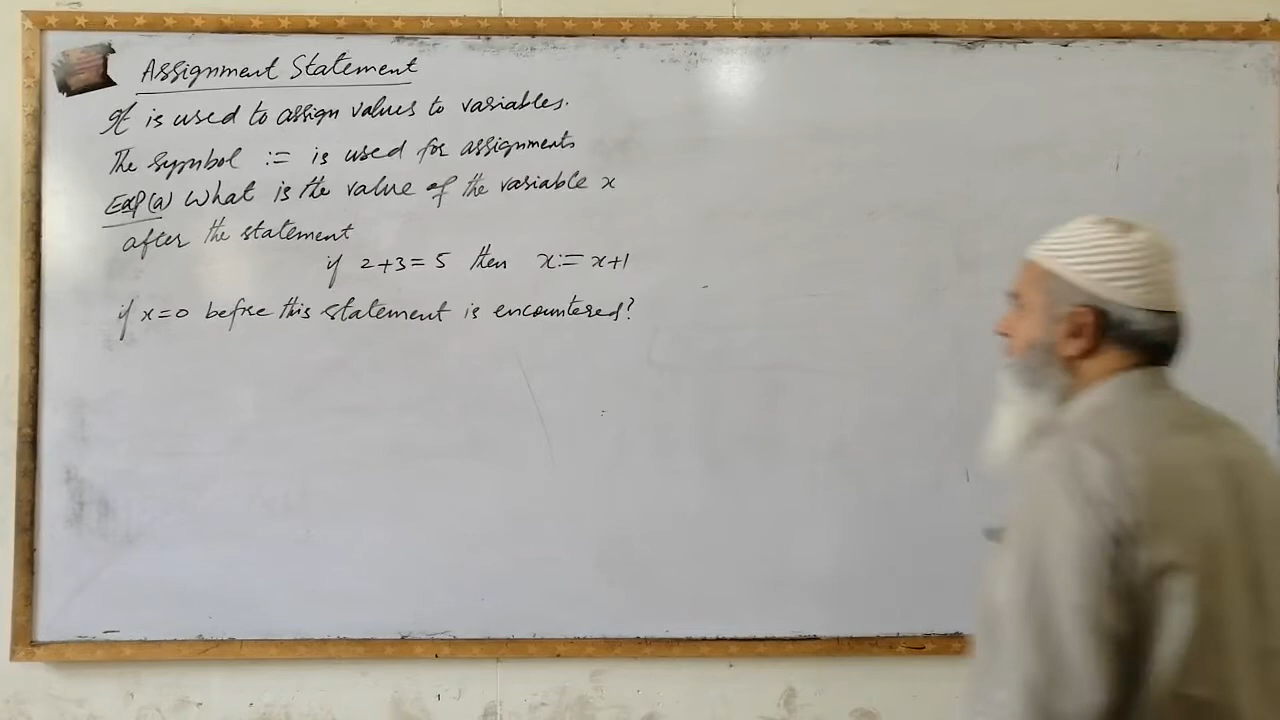 Assignment Statement
It is used to assign values to variables.
The symbol := is used for assignments
Exp(a) What is the value of the variable x
after the statement
if 2+3=5 then x:=x+1
if x=0 before this statement is encountered?